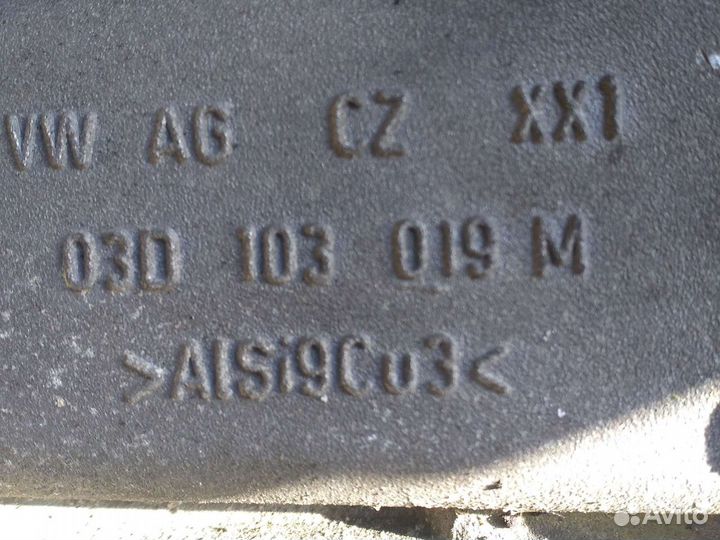 VW AG CZ XX1
03D 103 019 M
>AlSi9Cu3<
Avito